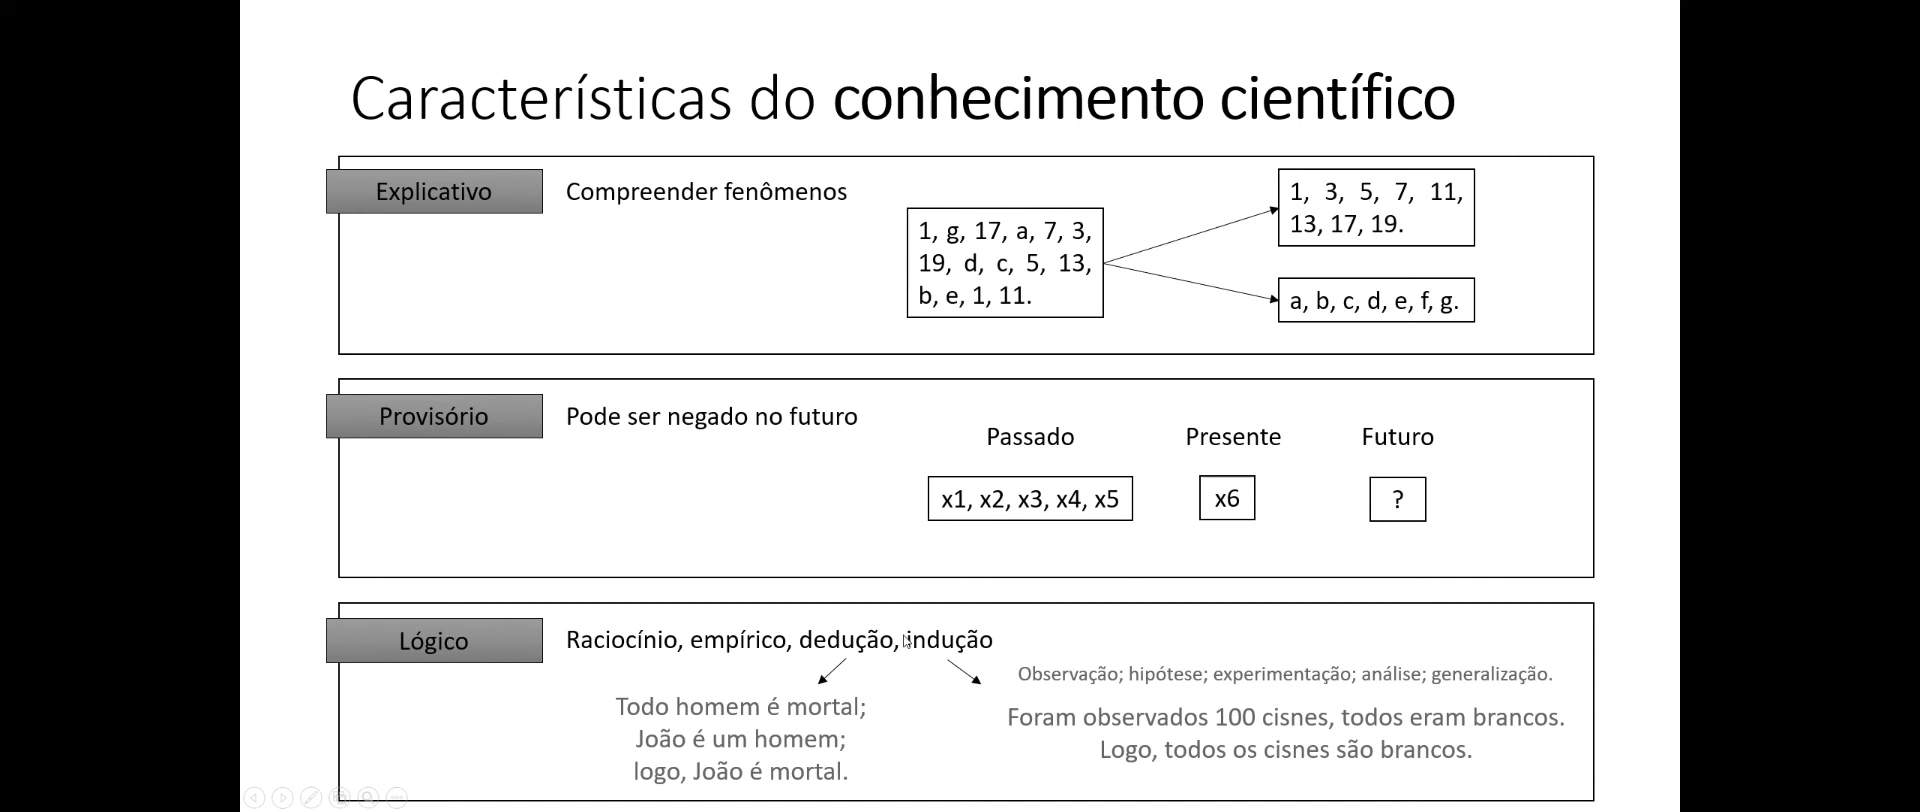 Características do conhecimento científico
Explicativo
Compreender fenômenos
1, g, 17, a, 7, 3,
19, d, c, 5, 13,
b, e, 1, 11.
1, 3, 5, 7, 11,
13, 17, 19.
a, b, c, d, e, f, g.
Provisório
Pode ser negado no futuro
Passado
Presente
Futuro
x1, x2, x3, x4, x5
x6
?
Lógico
Raciocínio, empírico, dedução, indução
Todo homem é mortal;
João é um homem;
logo, João é mortal.
Observação; hipótese; experimentação; análise; generalização.
Foram observados 100 cisnes, todos eram brancos.
Logo, todos os cisnes são brancos.